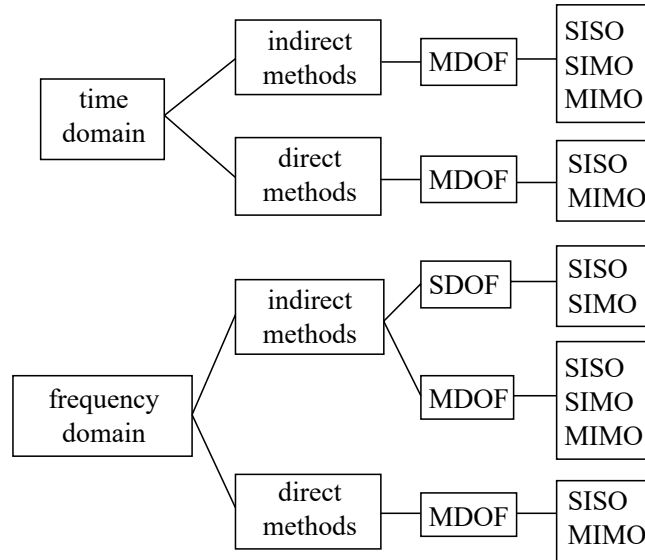 time
domain
indirect
methods
MDOF
SISO
SIMO
MIMO
direct
methods
MDOF
SISO
MIMO
frequency
domain
indirect
methods
SDOF
SISO
SIMO
MDOF
SISO
SIMO
MIMO
direct
methods
MDOF
SISO
MIMO